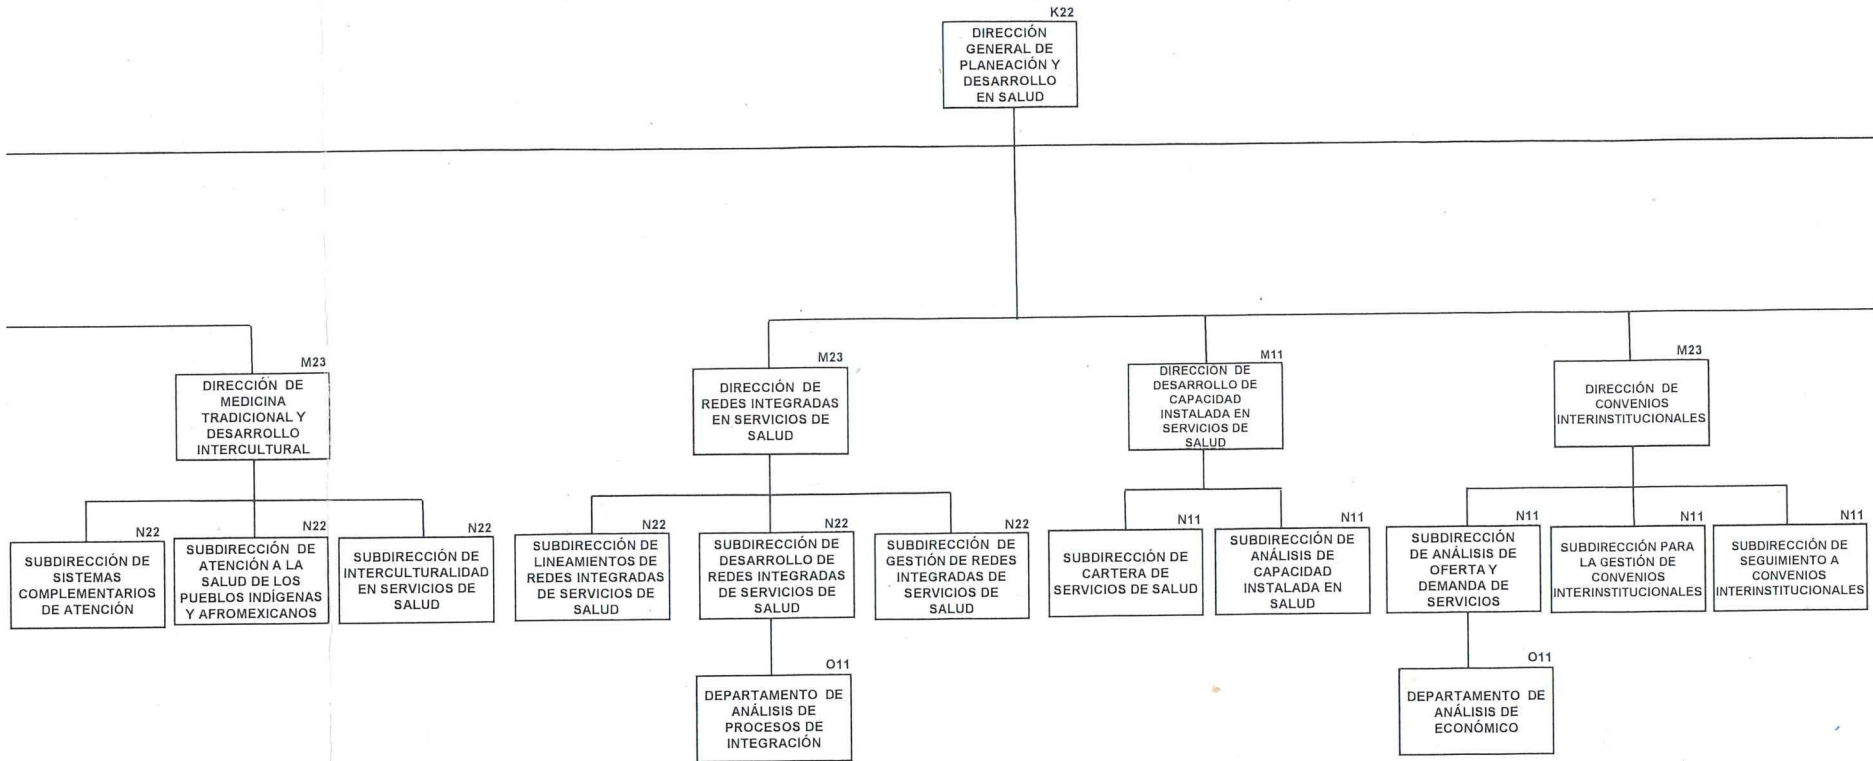 K22
DIRECCIÓN
GENERAL DE
PLANEACIÓN Y
DESARROLLO
EN SALUD
M23
DIRECCIÓN DE
MEDICINA
TRADICIONAL Y
DESARROLLO
INTERCULTURAL
M23
DIRECCIÓN DE
REDES INTEGRADAS
EN SERVICIOS DE
SALUD
M11
DIRECCIÓN DE
DESARROLLO DE
CAPACIDAD
INSTALADA EN
SERVICIOS DE
SALUD
M23
DIRECCIÓN DE
CONVENIOS
INTERINSTITUCIONALES
N22
SUBDIRECCIÓN DE
SISTEMAS
COMPLEMENTARIOS
DE ATENCIÓN
N22
SUBDIRECCIÓN DE
ATENCIÓN A LA
SALUD DE LOS
PUEBLOS INDÍGENAS
Y AFROMEXICANOS
N22
SUBDIRECCIÓN DE
INTERCULTURALIDAD
EN SERVICIOS DE
SALUD
N22
SUBDIRECCIÓN DE
LINEAMIENTOS DE
REDES INTEGRADAS
DE SERVICIOS DE
SALUD
N22
SUBDIRECCIÓN DE
DESARROLLO DE
REDES INTEGRADAS
DE SERVICIOS DE
SALUD
N22
SUBDIRECCIÓN DE
GESTIÓN DE REDES
INTEGRADAS DE
SERVICIOS DE
SALUD
N11
SUBDIRECCIÓN DE
CARTERA DE
SERVICIOS DE SALUD
N11
SUBDIRECCIÓN DE
ANÁLISIS DE
CAPACIDAD
INSTALADA EN
SALUD
N11
SUBDIRECCIÓN
DE ANÁLISIS DE
OFERTA Y
DEMANDA DE
SERVICIOS
N11
SUBDIRECCIÓN PARA
LA GESTIÓN DE
CONVENIOS
INTERINSTITUCIONALES
N11
SUBDIRECCIÓN DE
SEGUIMIENTO A
CONVENIOS
INTERINSTITUCIONALES
O11
DEPARTAMENTO DE
ANÁLISIS DE
PROCESOS DE
INTEGRACIÓN
O11
DEPARTAMENTO DE
ANÁLISIS DE
ECONÓMICO